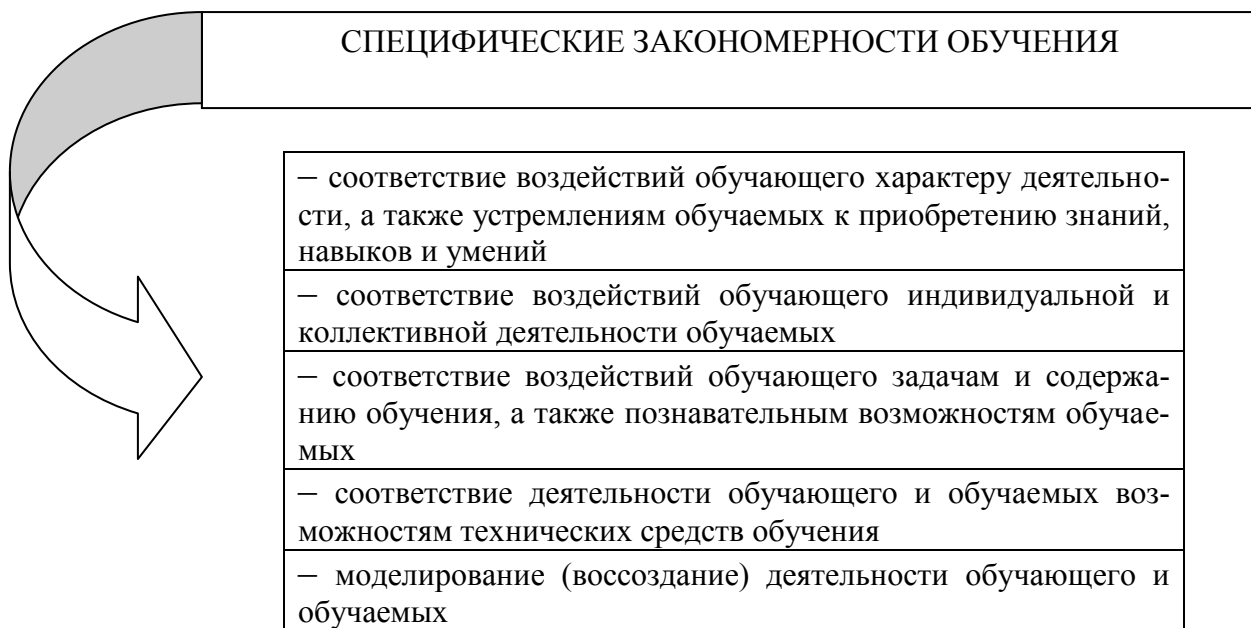 СПЕЦИФИЧЕСКИЕ ЗАКОНОМЕРНОСТИ ОБУЧЕНИЯ
– соответствие воздействий обучающего характеру деятельно-
сти, а также устремлениям обучаемых к приобретению знаний,
навыков и умений
– соответствие воздействий обучающего индивидуальной и
коллективной деятельности обучаемых
– соответствие воздействий обучающего задачам и содержа-
нию обучения, а также познавательным возможностям обучае-
мых
– соответствие деятельности обучающего и обучаемых воз-
можностям технических средств обучения
– моделирование (воссоздание) деятельности обучающего и
обучаемых